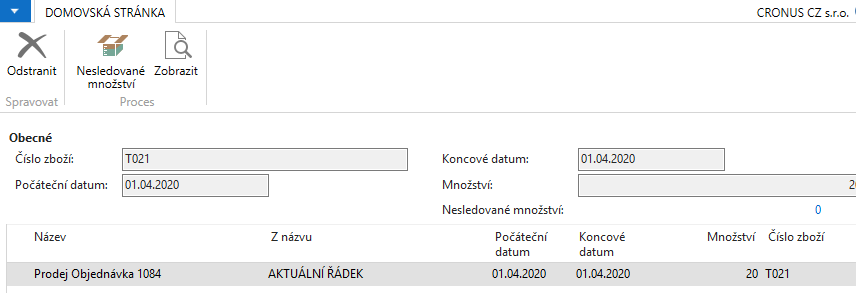 DOMOVSKÁ STRÁNKA
CRONUS CZ s.r.o.
Odstranit
Nesledované množství
Zobrazit
Spravovat
Proces
Obecné
Číslo zboží: T021
Koncové datum: 01.04.2020
Počáteční datum: 01.04.2020
Množství:
Nesledované množství: 0
Název Z názvu Počáteční datum Koncové datum Množství Číslo zboží
Prodej Objednávka 1084 AKTUÁLNÍ ŘÁDEK 01.04.2020 01.04.2020 20 T021